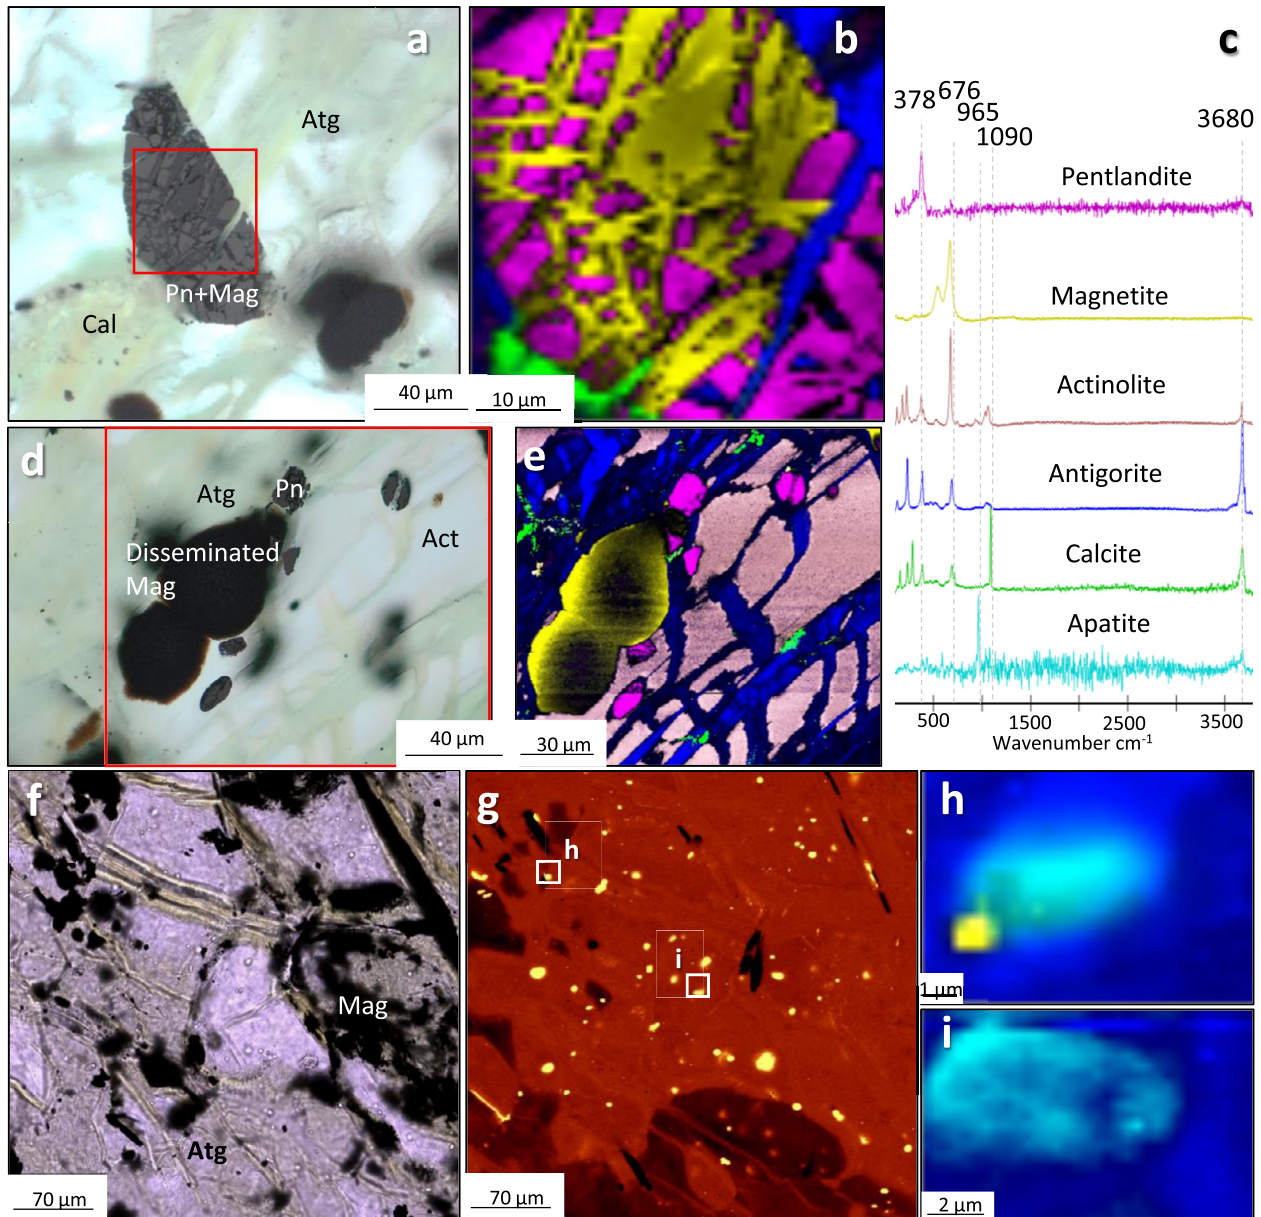 a
Atg
Pn+Mag
Cal
40 µm
b
10 µm
c
378
676
965
1090
3680
Pentlandite
Magnetite
Actinolite
Antigorite
Calcite
Apatite
500 1500 2500 3500
Wavenumber cm-1
d
Atg
Pn
Disseminated
Mag
Act
40 µm
e
30 µm
f
Mag
Atg
70 µm
g
h
i
70 µm
h
1 µm
i
2 µm